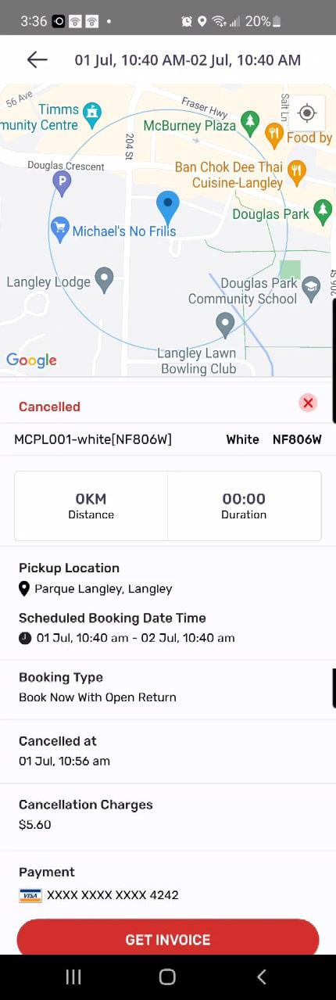 3:36
20%
01 Jul, 10:40 AM-02 Jul, 10:40 AM
56 Ave
Timms
munity Centre
204 St
Fraser Hwy
Salt Ln
McBurney Plaza
Food by
Douglas Crescent
P
Ban Chok Dee Thai
Cuisine-Langley
Douglas Park
Michael's No Frills
Langley Lodge
Douglas Park
Community School
206 St
Langley Lawn
Bowling Club
Google
Cancelled
MCPL001-white[NF806W]
White NF806W
0KM
Distance
00:00
Duration
Pickup Location
Parque Langley, Langley
Scheduled Booking Date Time
01 Jul, 10:40 am - 02 Jul, 10:40 am
Booking Type
Book Now With Open Return
Cancelled at
01 Jul, 10:56 am
Cancellation Charges
$5.60
Payment
VISA XXXX XXXX XXXX 4242
GET INVOICE